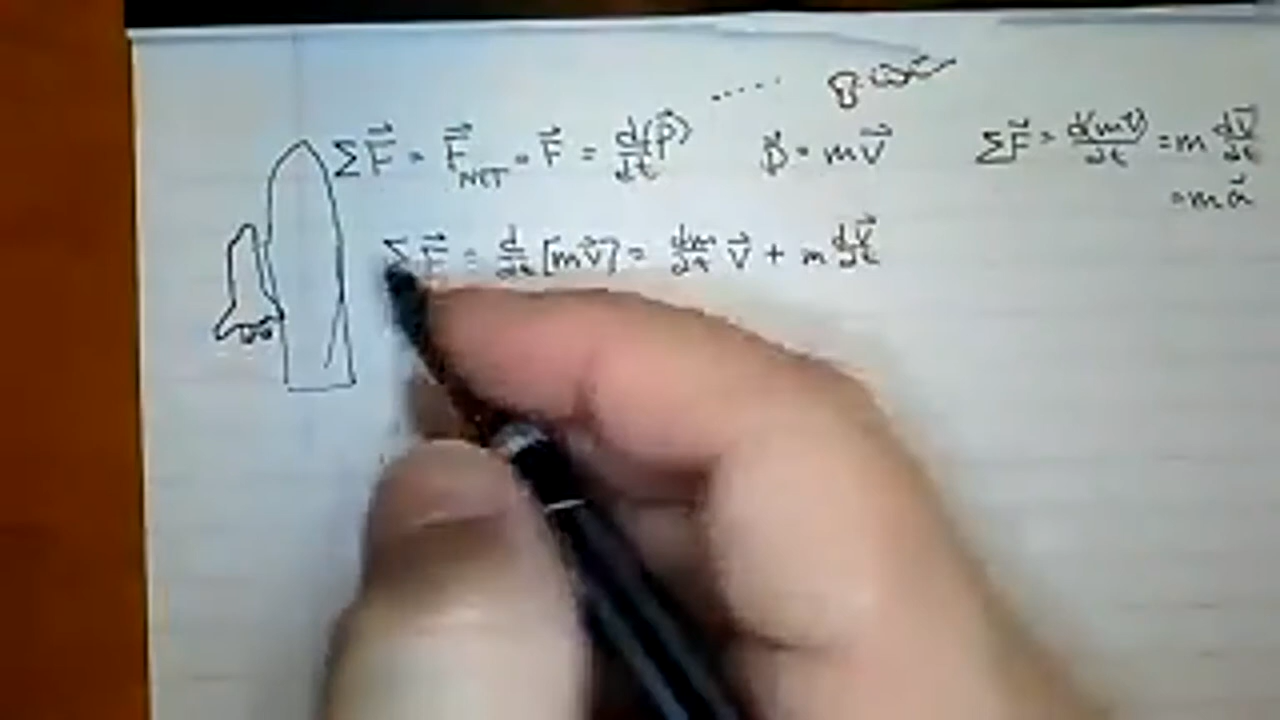 ΣF⃗ = F⃗NET = F⃗ = d(p⃗)/dt ..... p⃗ = mv⃗ ΣF⃗ = d(mv⃗)/dt = m dv⃗/dt
= ma⃗
ΣF⃗ = d/dt [mv⃗] = dm/dt v⃗ + m dv⃗/dt